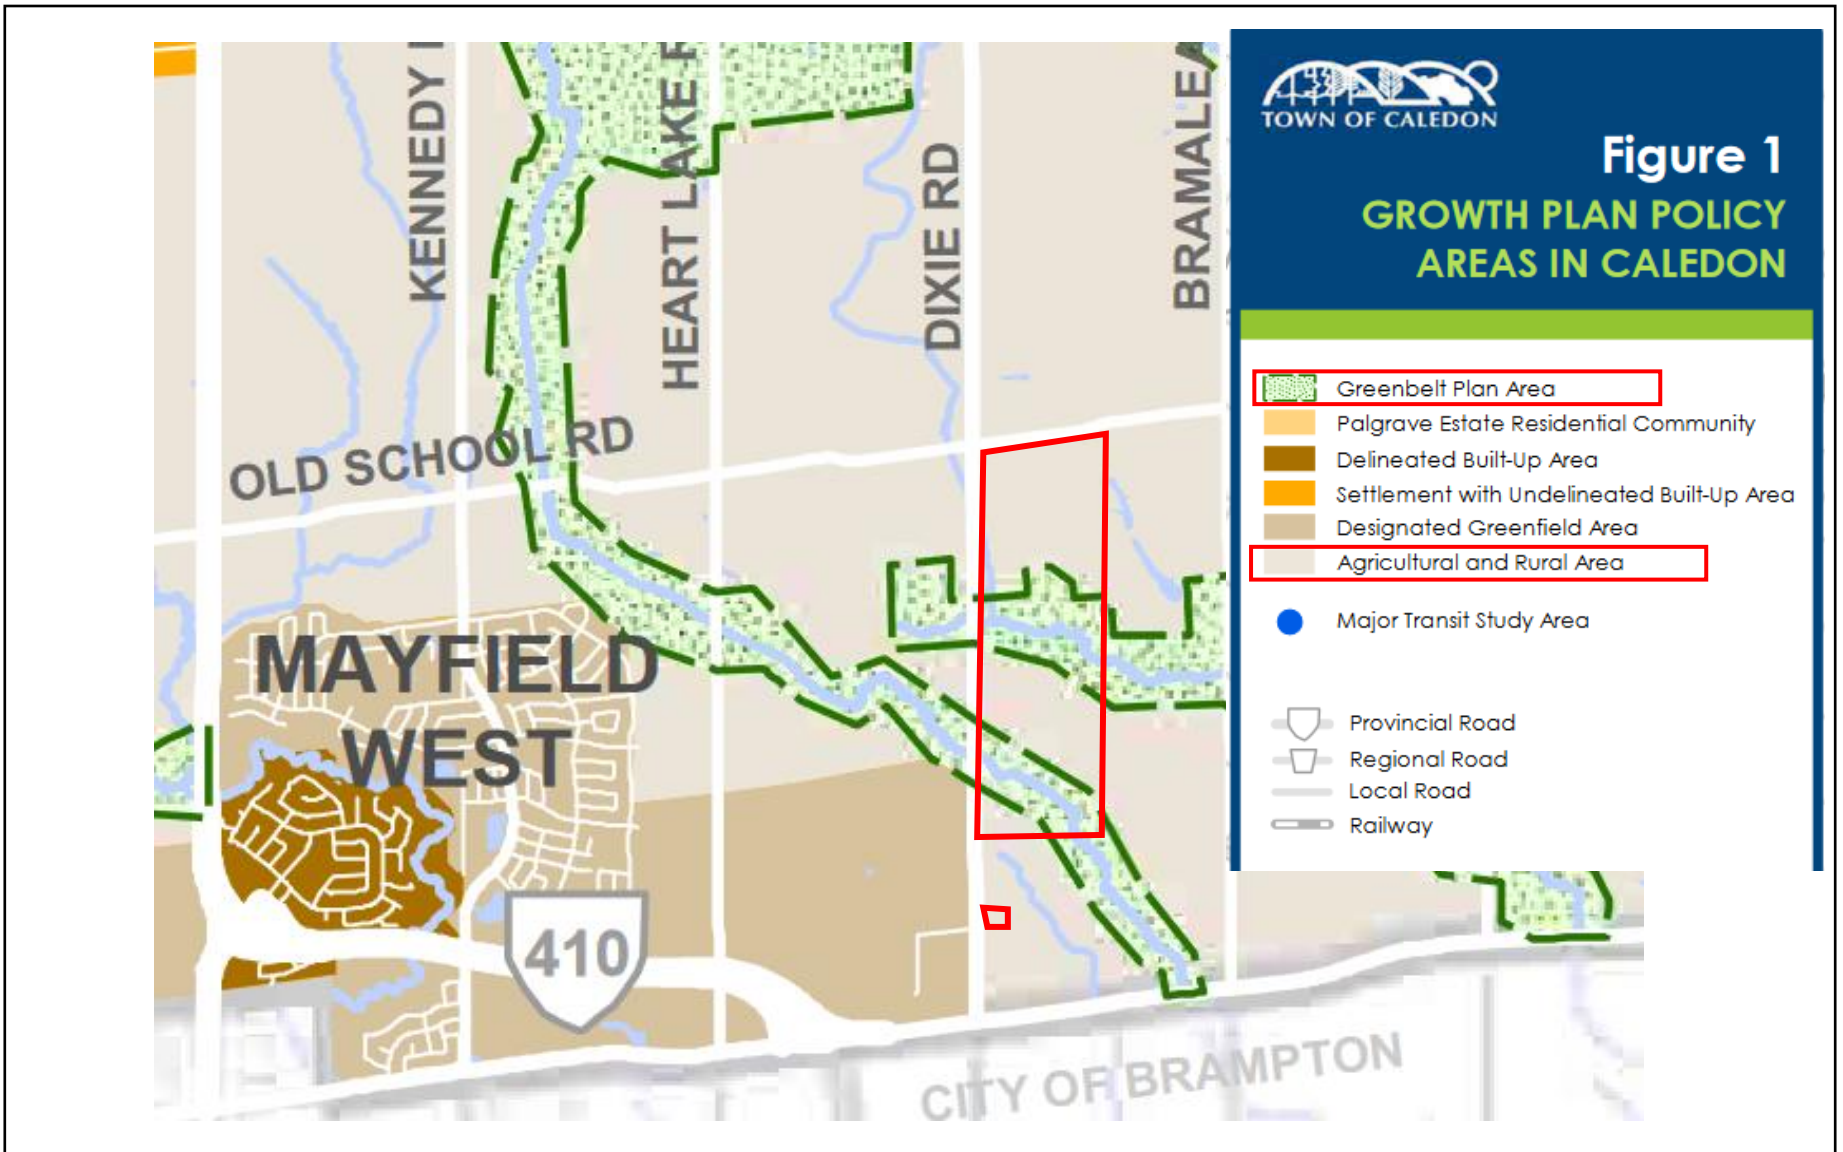 KENNEDY
HEART LAKE R
DIXIE RD
BRAMALEA
OLD SCHOOL RD
MAYFIELD
WEST
410
CITY OF BRAMPTON
TOWN OF CALEDON
Figure 1
GROWTH PLAN POLICY
AREAS IN CALEDON
Greenbelt Plan Area
Palgrave Estate Residential Community
Delineated Built-Up Area
Settlement with Undelineated Built-Up Area
Designated Greenfield Area
Agricultural and Rural Area
Major Transit Study Area
Provincial Road
Regional Road
Local Road
Railway